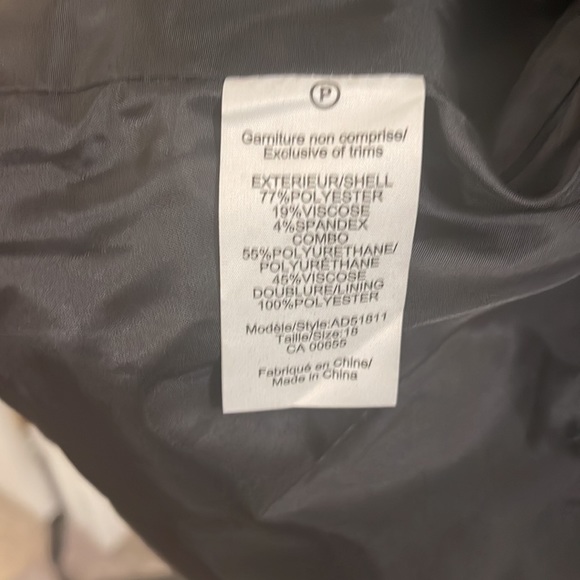 P
Garniture non comprise/
Exclusive of trims
EXTERIEUR/SHELL
77%POLYESTER
19%VISCOSE
4%SPANDEX
COMBO
55%POLYURETHANE/
POLYURÉTHANE
45%VISCOSE
DOUBLURE/LINING
100%POLYESTER
Modèle/Style:AD51811
Taille/Size:18
CA 00655
Fabriqué en Chine/
Made in China